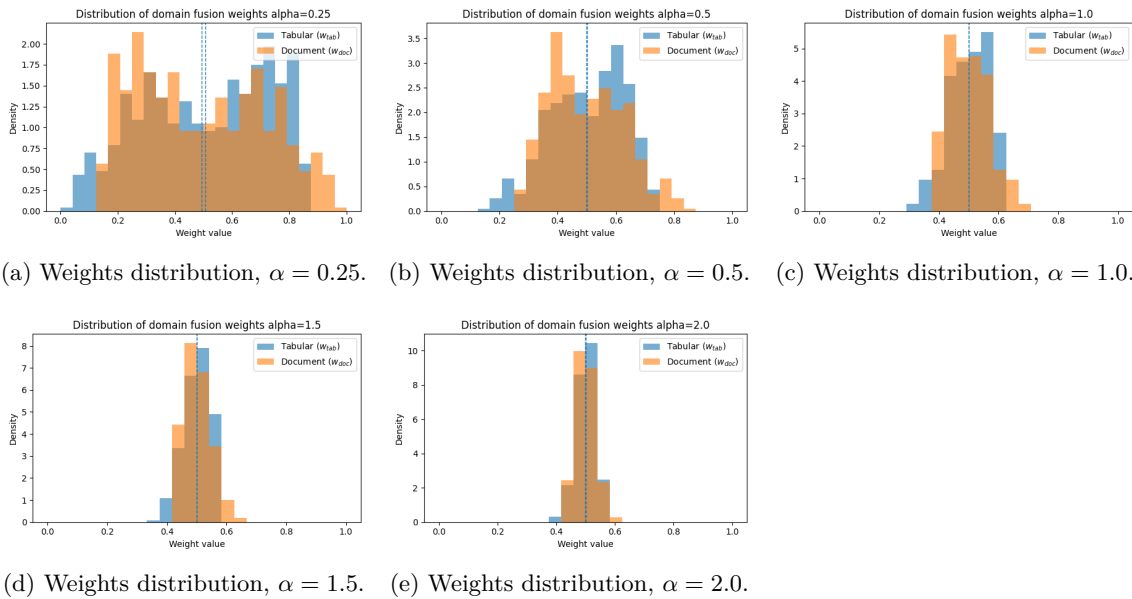 Distribution of domain fusion weights alpha=0.25
Tabular (w_tab)
Document (w_doc)
Density
2.00
1.75
1.50
1.25
1.00
0.75
0.50
0.25
0.00
0.0 0.2 0.4 0.6 0.8 1.0
Weight value
(a) Weights distribution, α = 0.25.
Distribution of domain fusion weights alpha=0.5
Tabular (w_tab)
Document (w_doc)
Density
3.5
3.0
2.5
2.0
1.5
1.0
0.5
0.0
0.0 0.2 0.4 0.6 0.8 1.0
Weight value
(b) Weights distribution, α = 0.5.
Distribution of domain fusion weights alpha=1.0
Tabular (w_tab)
Document (w_doc)
Density
5
4
3
2
1
0
0.0 0.2 0.4 0.6 0.8 1.0
Weight value
(c) Weights distribution, α = 1.0.
Distribution of domain fusion weights alpha=1.5
Tabular (w_tab)
Document (w_doc)
Density
8
7
6
5
4
3
2
1
0
0.0 0.2 0.4 0.6 0.8 1.0
Weight value
(d) Weights distribution, α = 1.5.
Distribution of domain fusion weights alpha=2.0
Tabular (w_tab)
Document (w_doc)
Density
10
8
6
4
2
0
0.0 0.2 0.4 0.6 0.8 1.0
Weight value
(e) Weights distribution, α = 2.0.